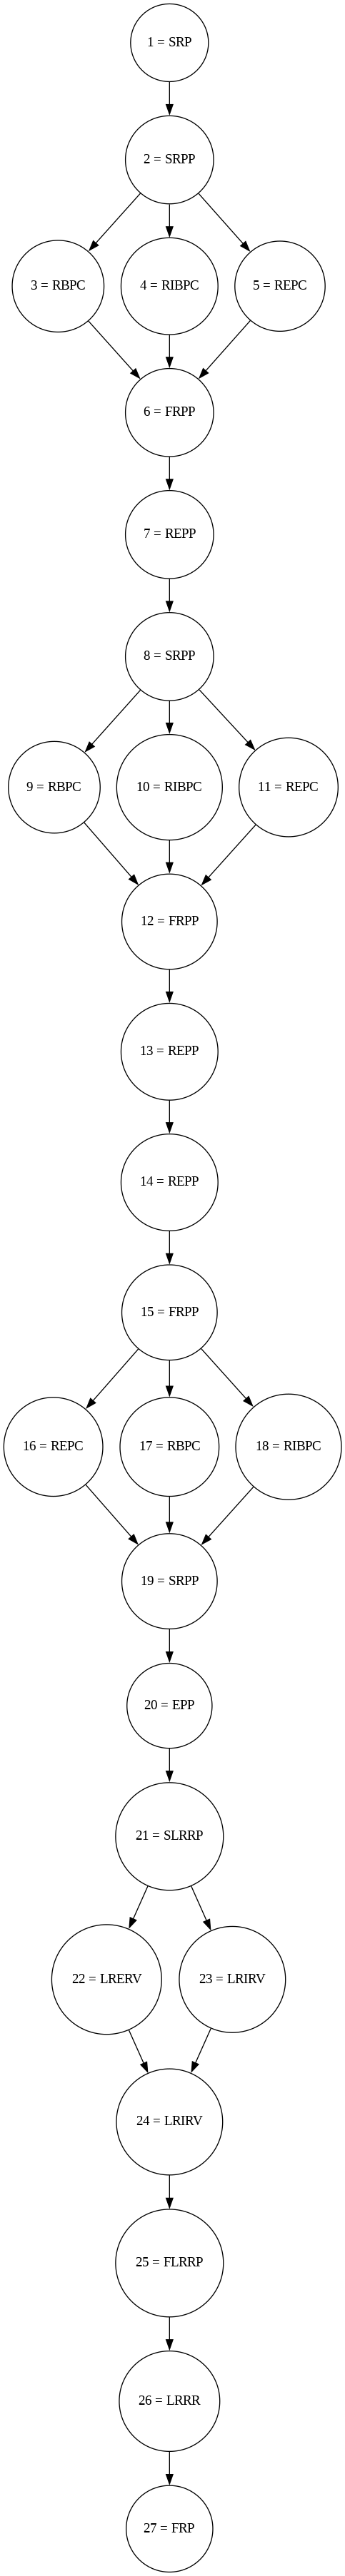 1 = SRP
2 = SRPP
3 = RBPC
4 = RIBPC
5 = REPC
6 = FRPP
7 = REPP
8 = SRPP
9 = RBPC
10 = RIBPC
11 = REPC
12 = FRPP
13 = REPP
14 = REPP
15 = FRPP
16 = REPC
17 = RBPC
18 = RIBPC
19 = SRPP
20 = EPP
21 = SLRRP
22 = LRERV
23 = LRIRV
24 = LRIRV
25 = FLRRP
26 = LRRR
27 = FRP